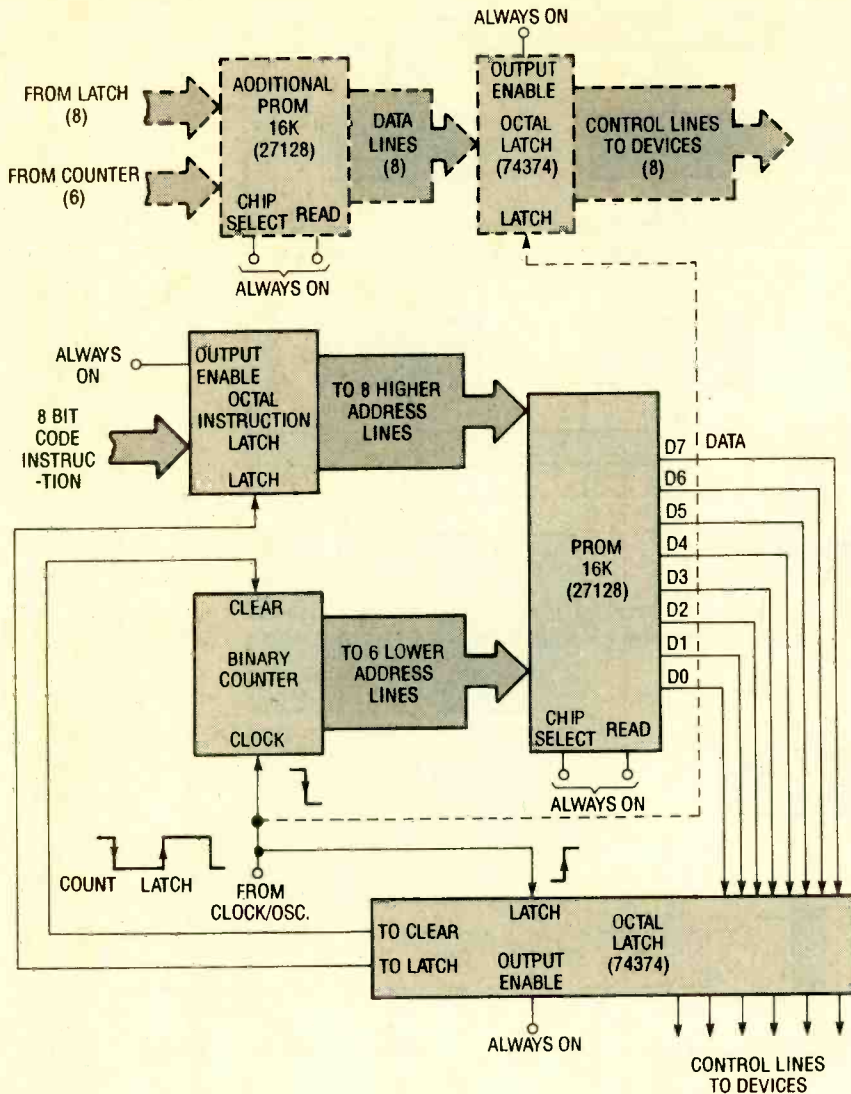 ALWAYS ON
FROM LATCH
(8)
FROM COUNTER
(6)
AODITIONAL
PROM
16K
(27128)
CHIP
SELECT
READ
ALWAYS ON
DATA
LINES
(8)
OUTPUT
ENABLE
OCTAL
LATCH
(74374)
LATCH
CONTROL LINES
TO DEVICES
(8)
ALWAYS
ON
8 BIT
CODE
INSTRUC
-TION
OUTPUT
ENABLE
OCTAL
INSTRUCTION
LATCH
LATCH
TO 8 HIGHER
ADDRESS
LINES
CLEAR
BINARY
COUNTER
CLOCK
TO 6 LOWER
ADDRESS
LINES
PROM
16K
(27128)
CHIP
SELECT
READ
ALWAYS ON
D7
DATA
D6
D5
D4
D3
D2
D1
D0
COUNT
LATCH
FROM
CLOCK/OSC.
TO CLEAR
TO LATCH
LATCH
OUTPUT
ENABLE
OCTAL
LATCH
(74374)
ALWAYS ON
CONTROL LINES
TO DEVICES